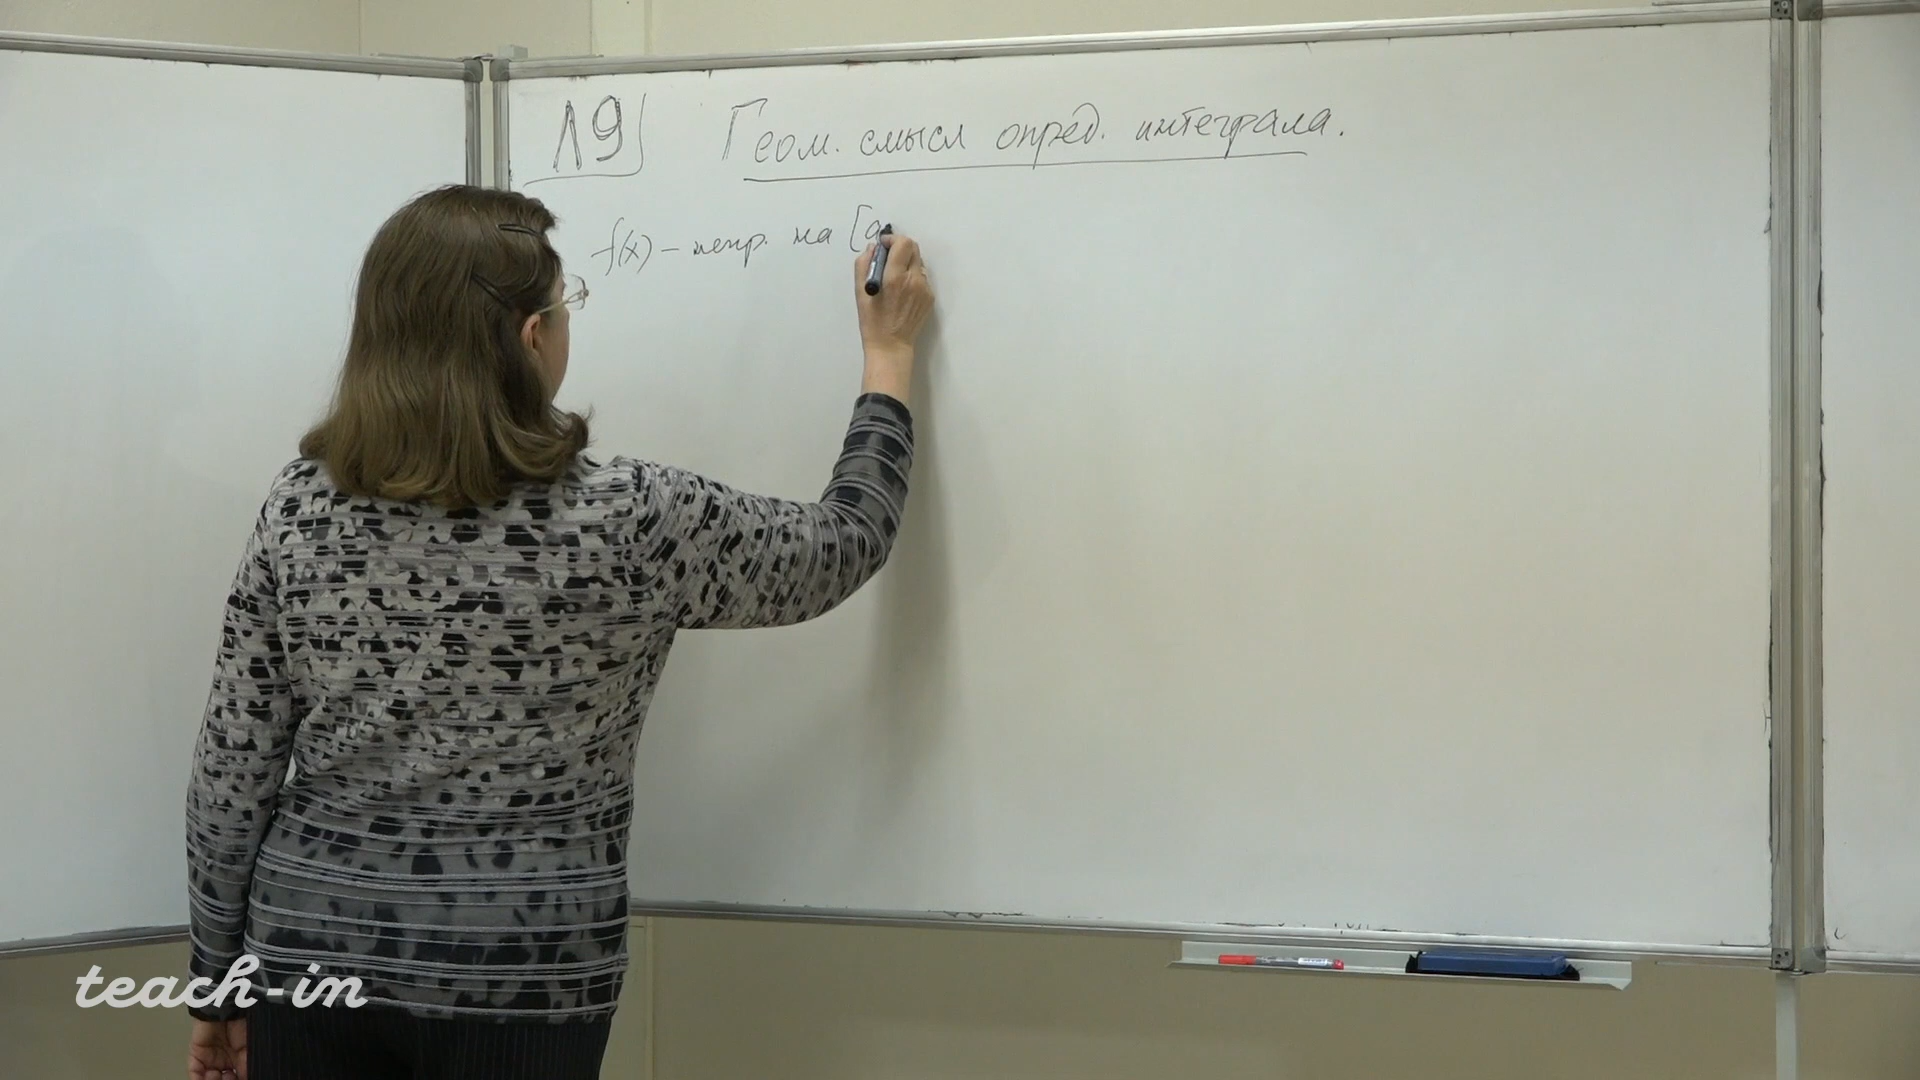 Л9 Геом. смысл опред. интеграла.
f(x) – непр. на [a
teach-in